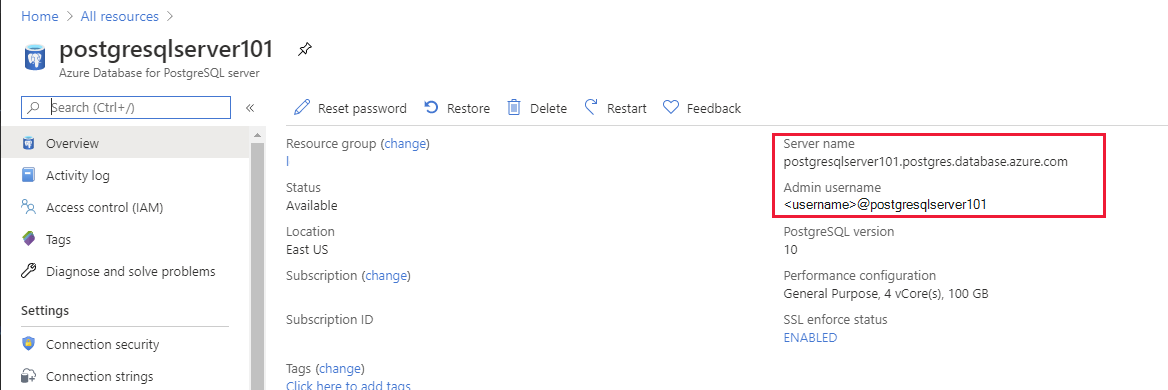 Home > All resources >
postgresqlserver101
Azure Database for PostgreSQL server
Search (Ctrl+/)
«
Reset password
Restore
Delete
Restart
Feedback
Overview
Activity log
Access control (IAM)
Tags
Diagnose and solve problems
Settings
Connection security
Connection strings
Resource group (change)
l
Status
Available
Location
East US
Subscription (change)
Subscription ID
Tags (change)
Click here to add tags
Server name
postgresqlserver101.postgres.database.azure.com
Admin username
<username>@postgresqlserver101
PostgreSQL version
10
Performance configuration
General Purpose, 4 vCore(s), 100 GB
SSL enforce status
ENABLED